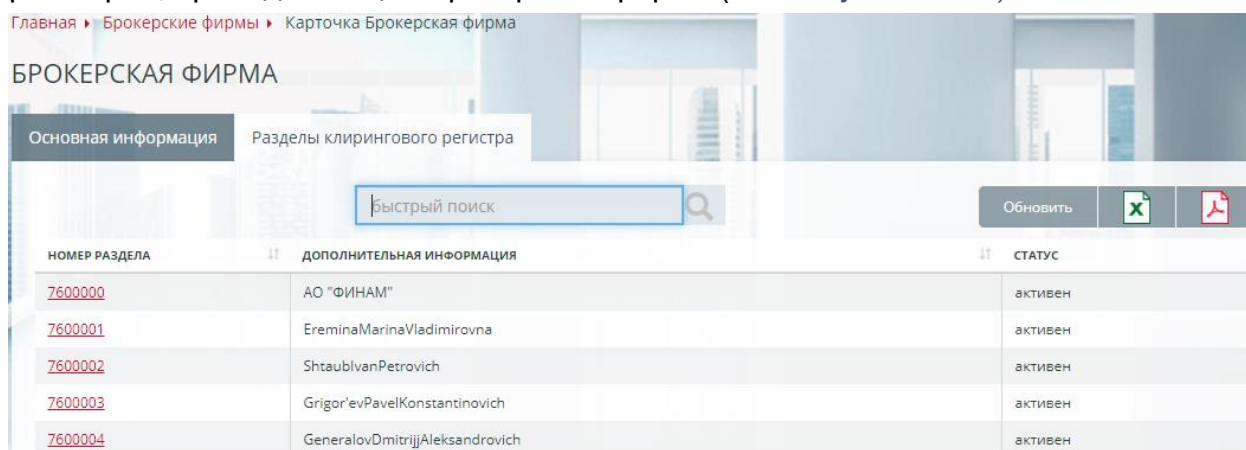 Главная ▸ Брокерские фирмы ▸ Карточка Брокерская фирма
БРОКЕРСКАЯ ФИРМА
Основная информация Разделы клирингового регистра
быстрый поиск
Обновить
НОМЕР РАЗДЕЛА ДОПОЛНИТЕЛЬНАЯ ИНФОРМАЦИЯ СТАТУС
7600000 АО "ФИНАМ" активен
7600001 EreminaMarinaVladimirovna активен
7600002 ShtaubIvanPetrovich активен
7600003 Grigor'evPavelKonstantinovich активен
7600004 GeneralovDmitrijjAleksandrovich активен